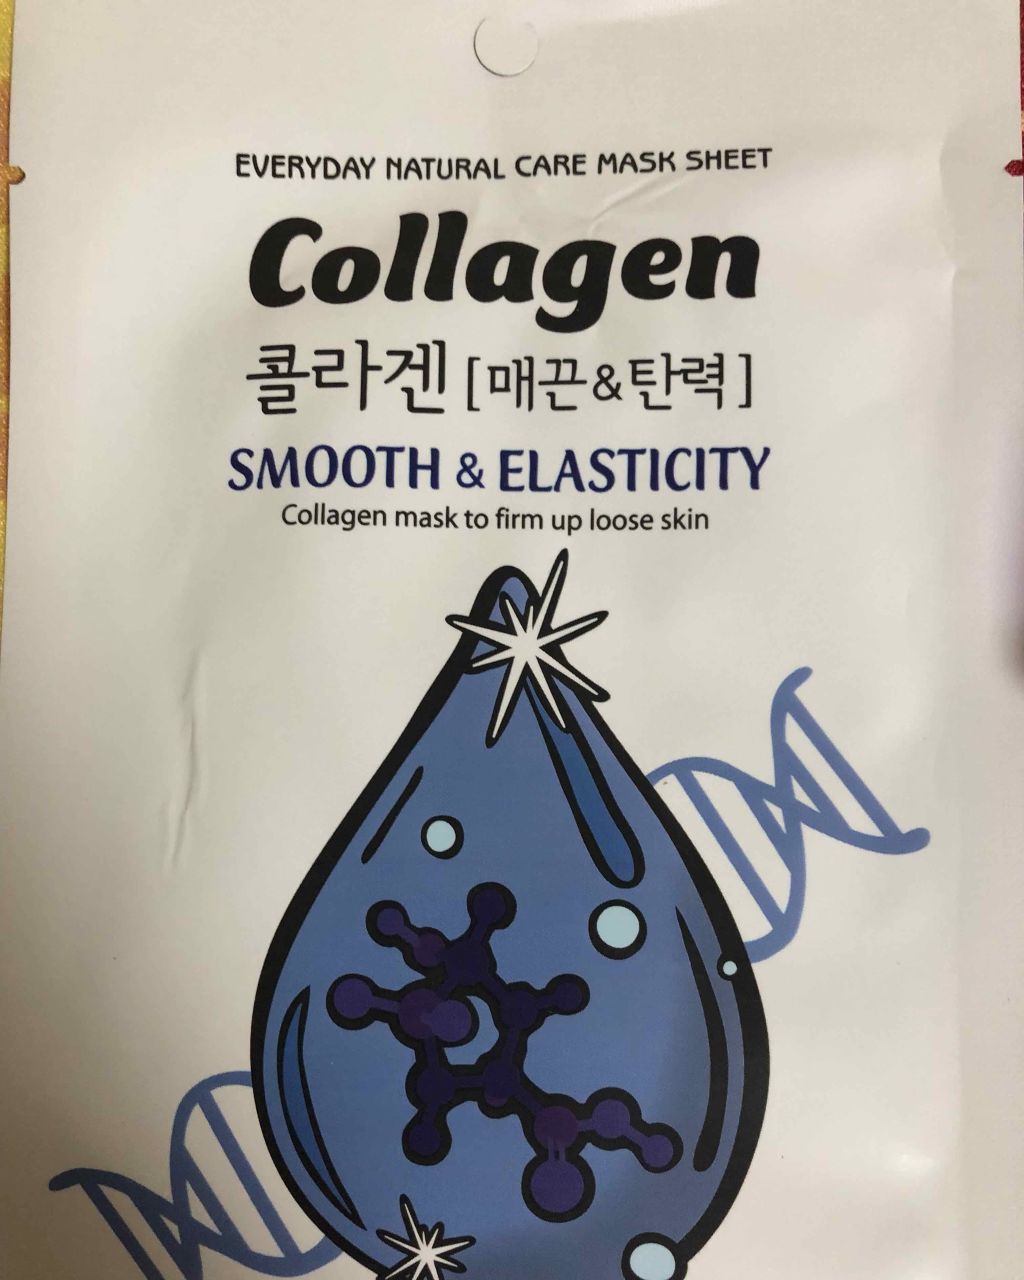 EVERYDAY NATURAL CARE MASK SHEET
Collagen
콜라겐 [매끈&탄력]
SMOOTH & ELASTICITY
Collagen mask to firm up loose skin